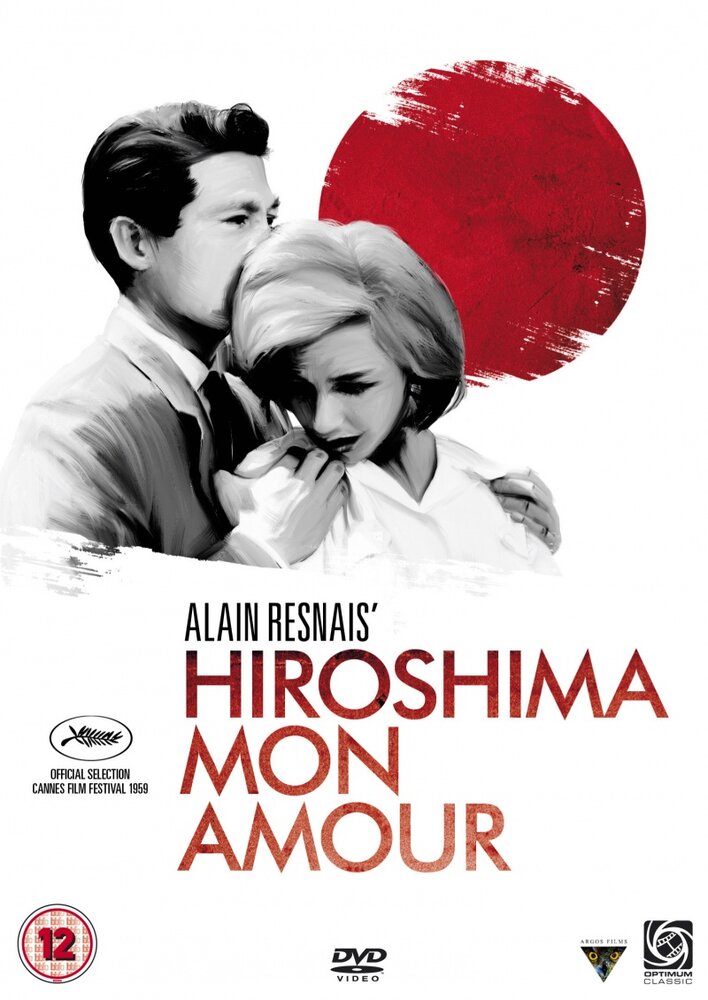 ALAIN RESNAIS'
HIROSHIMA
MON
AMOUR
OFFICIAL SELECTION
CANNES FILM FESTIVAL 1959
12
DVD
VIDEO
ARGOS FILMS
OPTIMUM
CLASSIC